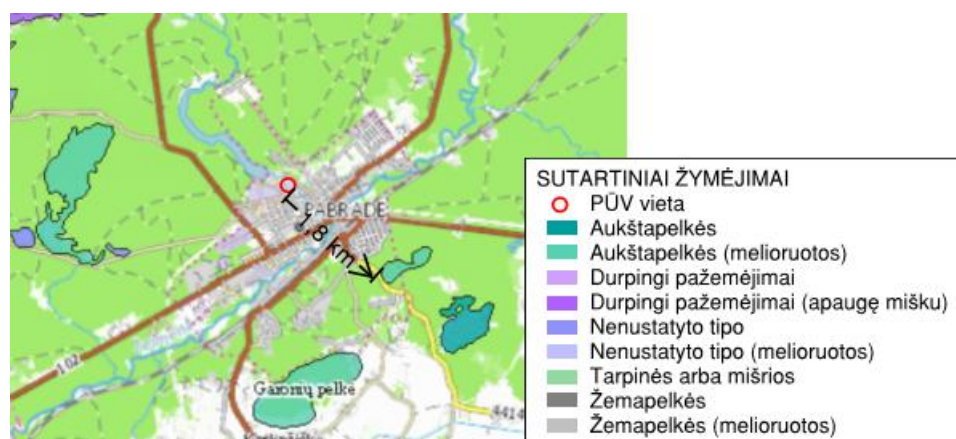 PABRADĖ
1,8 km
102
Garonių pelkė
4414
SUTARTINIAI ŽYMĖJIMAI
PŪV vieta
Aukštapelkės
Aukštapelkės (melioruotos)
Durpingi pažemėjimai
Durpingi pažemėjimai (apaugę mišku)
Nenustatyto tipo
Nenustatyto tipo (melioruotos)
Tarpinės arba mišrios
Žemapelkės
Žemapelkės (melioruotos)